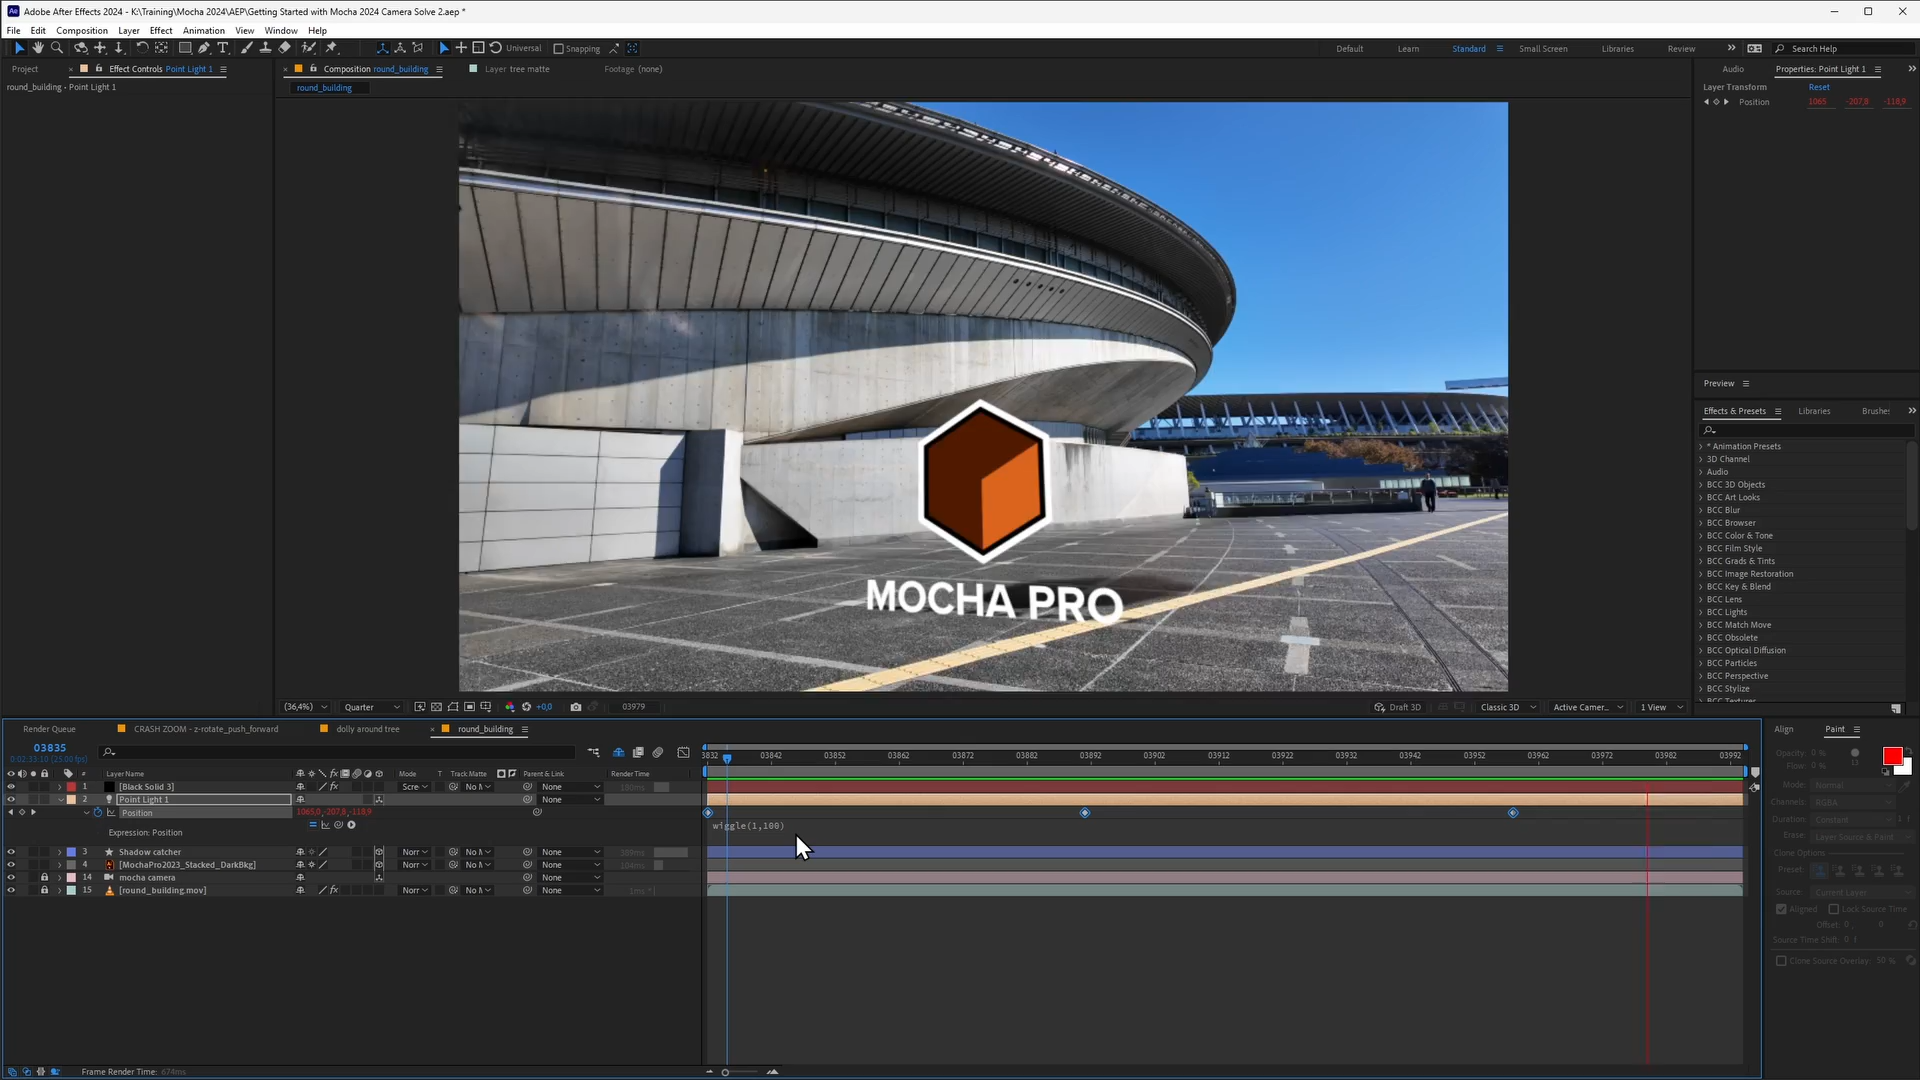 Adobe After Effects 2024 - K:\Training\Mocha 2024\AEP\Getting Started with Mocha 2024 Camera Solve 2.aep *
File Edit Composition Layer Effect Animation View Window Help
Universal Snapping Default Learn Standard Small Screen Libraries Review Search Help
Project Effect Controls Point Light 1 Composition round_building Layer tree matte Footage (none) Audio Properties: Point Light 1
round_building • Point Light 1
round_building
Layer Transform Reset
Position 1065 -207,8 -118,9
MOCHA PRO
Preview
Effects & Presets Libraries Brushe:
* Animation Presets
3D Channel
Audio
BCC 3D Objects
BCC Art Looks
BCC Blur
BCC Browser
BCC Color & Tone
BCC Film Style
BCC Grads & Tints
BCC Image Restoration
BCC Key & Blend
BCC Lens
BCC Lights
BCC Match Move
BCC Obsolete
BCC Optical Diffusion
BCC Particles
BCC Perspective
BCC Stylize
BCC Textures
(36,4%) Quarter +0,0 03979 Draft 3D Classic 3D Active Camer... 1 View
Render Queue CRASH ZOOM - z-rotate_push_forward dolly around tree round_building
03835
0:02:33:10 (25.00 fps)
3832 03842 03852 03862 03872 03882 03892 03902 03912 03922 03932 03942 03952 03962 03972 03982 03992
# Layer Name Mode T Track Matte Parent & Link Render Time
1 [Black Solid 3] Scre None 180ms
2 Point Light 1 None
Position 1065,0,-207,8,-118,9
Expression: Position wiggle(1,100)
3 Shadow catcher Norr No M None 389ms
4 [MochaPro2023_Stacked_DarkBkg] Norr No M None 104ms
14 mocha camera None
15 [round_building.mov] Norr No M None 1ms *
Frame Render Time: 674ms
Align Paint
Opacity: 0 %
Flow: 0 % 13
Mode: Normal
Channels: RGBA
Duration: Constant
Erase: Layer Source & Paint
Clone Options
Preset:
Source: Current Layer
Aligned Lock Source Time
Offset: 0, 0
Source Time Shift: 0 f
Clone Source Overlay: 50 %